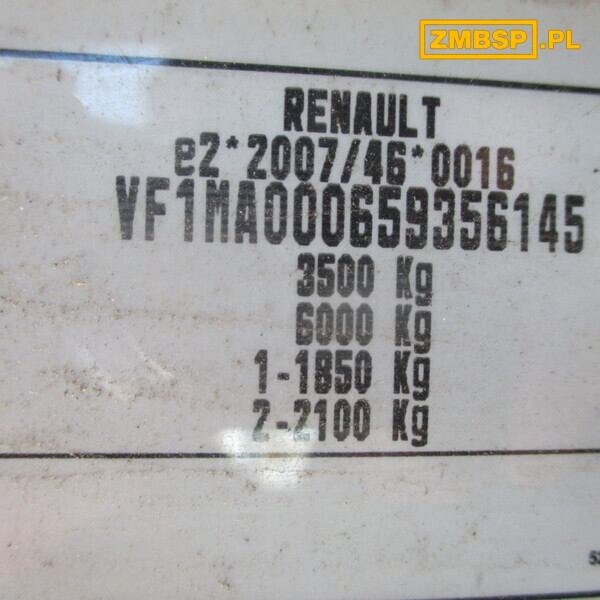 ZMBSP.PL
RENAULT
e2*2007/46*0016
VF1MA000659356145
3500 Kg
6000 Kg
1-1850 Kg
2-2100 Kg